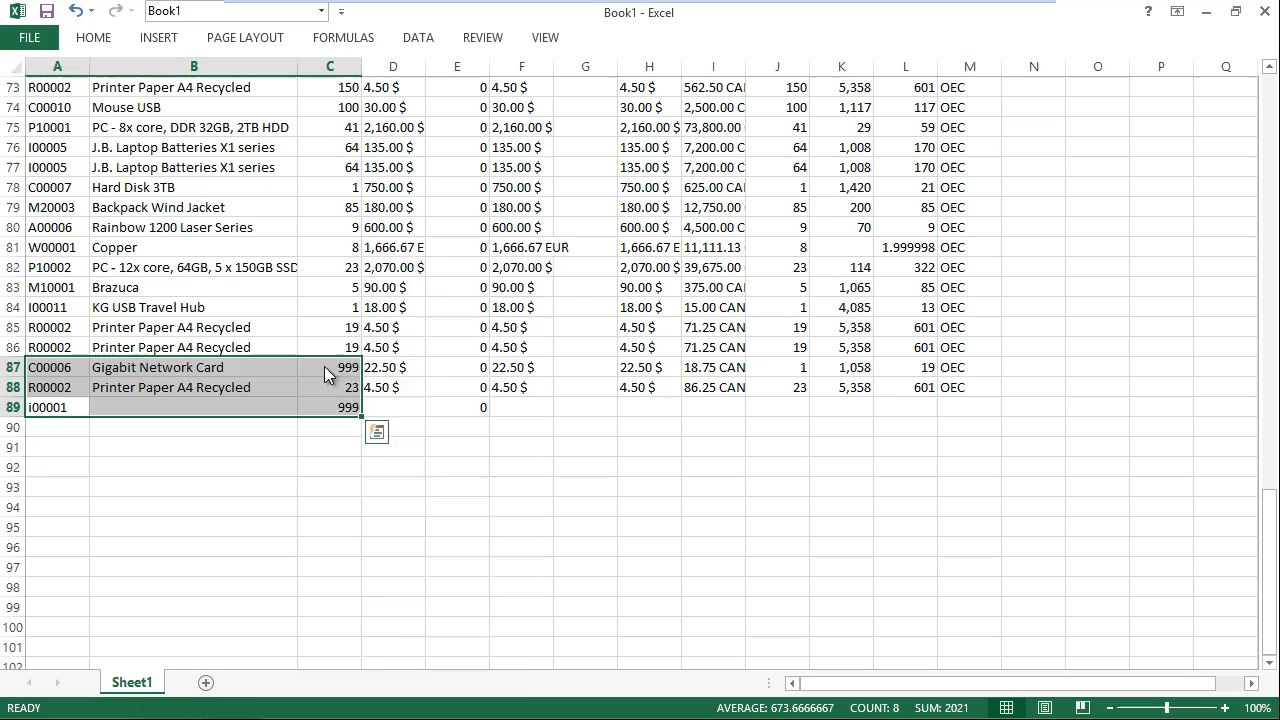 Book1
Book1 - Excel
FILE HOME INSERT PAGE LAYOUT FORMULAS DATA REVIEW VIEW
A B C D E F G H I J K L M N O P Q
73 R00002 Printer Paper A4 Recycled 150 4.50 $ 0 4.50 $ 4.50 $ 562.50 CAN 150 5,358 601 OEC
74 C00010 Mouse USB 100 30.00 $ 0 30.00 $ 30.00 $ 2,500.00 C 100 1,117 117 OEC
75 P10001 PC - 8x core, DDR 32GB, 2TB HDD 41 2,160.00 $ 0 2,160.00 $ 2,160.00 $ 73,800.00 41 29 59 OEC
76 I00005 J.B. Laptop Batteries X1 series 64 135.00 $ 0 135.00 $ 135.00 $ 7,200.00 C 64 1,008 170 OEC
77 I00005 J.B. Laptop Batteries X1 series 64 135.00 $ 0 135.00 $ 135.00 $ 7,200.00 C 64 1,008 170 OEC
78 C00007 Hard Disk 3TB 1 750.00 $ 0 750.00 $ 750.00 $ 625.00 CAN 1 1,420 21 OEC
79 M20003 Backpack Wind Jacket 85 180.00 $ 0 180.00 $ 180.00 $ 12,750.00 85 200 85 OEC
80 A00006 Rainbow 1200 Laser Series 9 600.00 $ 0 600.00 $ 600.00 $ 4,500.00 C 9 70 9 OEC
81 W00001 Copper 8 1,666.67 E 0 1,666.67 EUR 1,666.67 E 11,111.13 8 1.999998 OEC
82 P10002 PC - 12x core, 64GB, 5 x 150GB SSD 23 2,070.00 $ 0 2,070.00 $ 2,070.00 $ 39,675.00 23 114 322 OEC
83 M10001 Brazuca 5 90.00 $ 0 90.00 $ 90.00 $ 375.00 CAN 5 1,065 85 OEC
84 I00011 KG USB Travel Hub 1 18.00 $ 0 18.00 $ 18.00 $ 15.00 CAN 1 4,085 13 OEC
85 R00002 Printer Paper A4 Recycled 19 4.50 $ 0 4.50 $ 4.50 $ 71.25 CAN 19 5,358 601 OEC
86 R00002 Printer Paper A4 Recycled 19 4.50 $ 0 4.50 $ 4.50 $ 71.25 CAN 19 5,358 601 OEC
87 C00006 Gigabit Network Card 999 22.50 $ 0 22.50 $ 22.50 $ 18.75 CAN 1 1,058 19 OEC
88 R00002 Printer Paper A4 Recycled 23 4.50 $ 0 4.50 $ 4.50 $ 86.25 CAN 23 5,358 601 OEC
89 i00001 999 0
90
91
92
93
94
95
96
97
98
99
100
101
102
Sheet1
READY AVERAGE: 673.6666667 COUNT: 8 SUM: 2021 100%